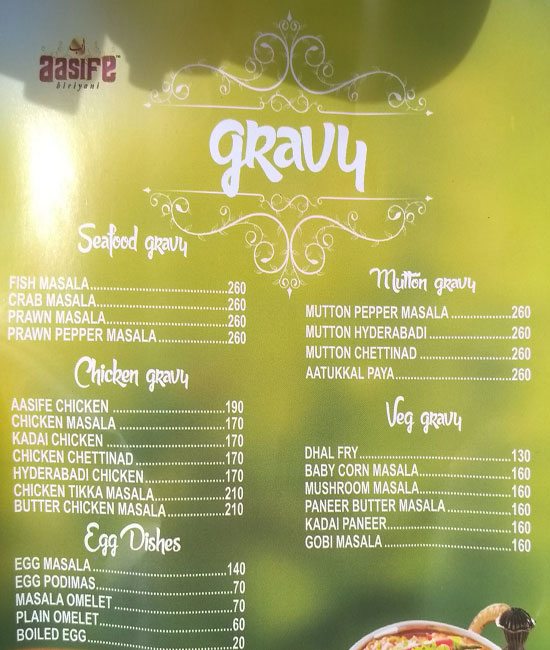 aasife™
biriyani
gravy
Seafood gravy
FISH MASALA...260
CRAB MASALA...260
PRAWN MASALA...260
PRAWN PEPPER MASALA...260
Chicken gravy
AASIFE CHICKEN...190
CHICKEN MASALA...170
KADAI CHICKEN...170
CHICKEN CHETTINAD...170
HYDERABADI CHICKEN...170
CHICKEN TIKKA MASALA...210
BUTTER CHICKEN MASALA...210
Egg Dishes
EGG MASALA...140
EGG PODIMAS...70
MASALA OMELET...70
PLAIN OMELET...60
BOILED EGG...20
Mutton gravy
MUTTON PEPPER MASALA...260
MUTTON HYDERABADI...260
MUTTON CHETTINAD...260
AATUKKAL PAYA...260
Veg gravy
DHAL FRY...130
BABY CORN MASALA...160
MUSHROOM MASALA...160
PANEER BUTTER MASALA...160
KADAI PANEER...160
GOBI MASALA...160